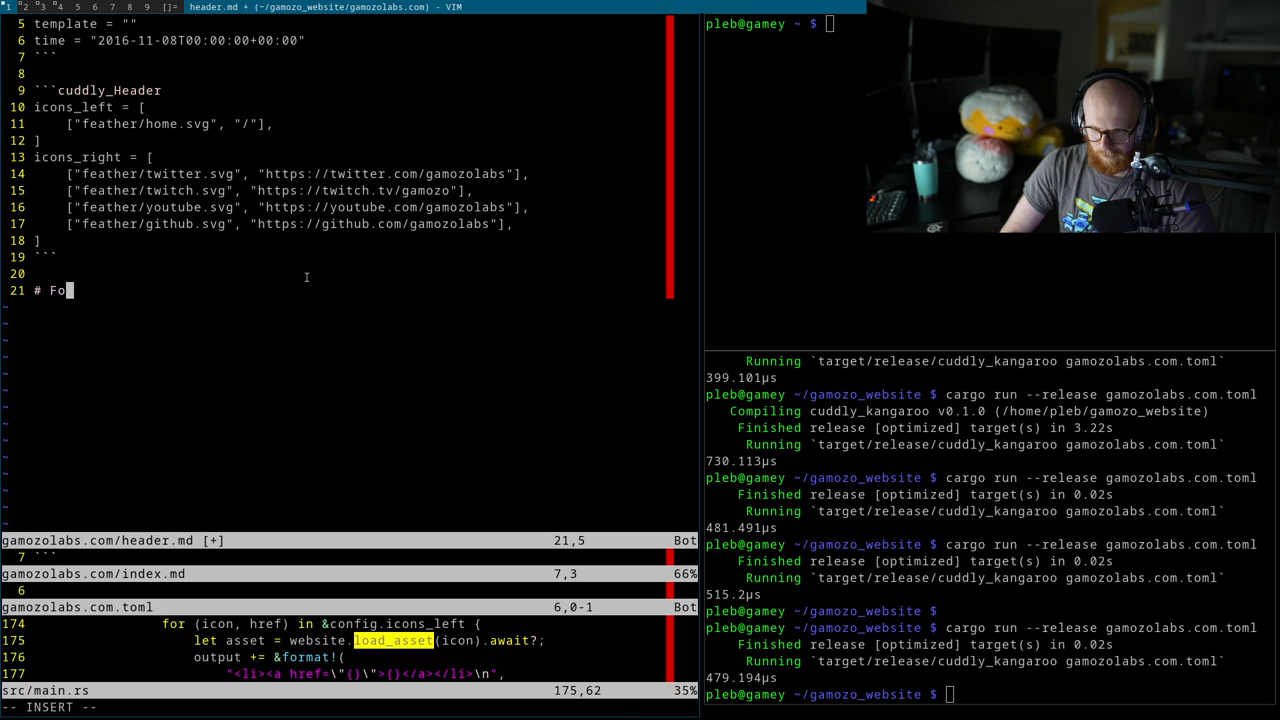 1 2 3 4 5 6 7 8 9 []= header.md + (~/gamozo_website/gamozolabs.com) - VIM
5 template = ""
6 time = "2016-11-08T00:00:00+00:00"
7 ```
8
9 ```cuddly_Header
10 icons_left = [
11     ["feather/home.svg", "/"],
12 ]
13 icons_right = [
14     ["feather/twitter.svg", "https://twitter.com/gamozolabs"],
15     ["feather/twitch.svg", "https://twitch.tv/gamozo"],
16     ["feather/youtube.svg", "https://youtube.com/gamozolabs"],
17     ["feather/github.svg", "https://github.com/gamozolabs"],
18 ]
19 ```
20
21 # Fo
~
~
~
~
~
~
~
~
~
~
~
~
~
~
gamozolabs.com/header.md [+] 21,5 Bot
7 ```
gamozolabs.com/index.md 7,3 66%
6
gamozolabs.com.toml 6,0-1 Bot
174                 for (icon, href) in &config.icons_left {
175                     let asset = website.load_asset(icon).await?;
176                     output += &format!(
177                         "<li><a href=\"{}\">{}</a></li>\n",
src/main.rs 175,62 35%
-- INSERT --
pleb@gamey ~ $
Running `target/release/cuddly_kangaroo gamozolabs.com.toml`
399.101µs
pleb@gamey ~/gamozo_website $ cargo run --release gamozolabs.com.toml
Compiling cuddly_kangaroo v0.1.0 (/home/pleb/gamozo_website)
Finished release [optimized] target(s) in 3.22s
Running `target/release/cuddly_kangaroo gamozolabs.com.toml`
730.113µs
pleb@gamey ~/gamozo_website $ cargo run --release gamozolabs.com.toml
Finished release [optimized] target(s) in 0.02s
Running `target/release/cuddly_kangaroo gamozolabs.com.toml`
481.491µs
pleb@gamey ~/gamozo_website $ cargo run --release gamozolabs.com.toml
Finished release [optimized] target(s) in 0.02s
Running `target/release/cuddly_kangaroo gamozolabs.com.toml`
515.2µs
pleb@gamey ~/gamozo_website $
pleb@gamey ~/gamozo_website $ cargo run --release gamozolabs.com.toml
Finished release [optimized] target(s) in 0.02s
Running `target/release/cuddly_kangaroo gamozolabs.com.toml`
479.194µs
pleb@gamey ~/gamozo_website $